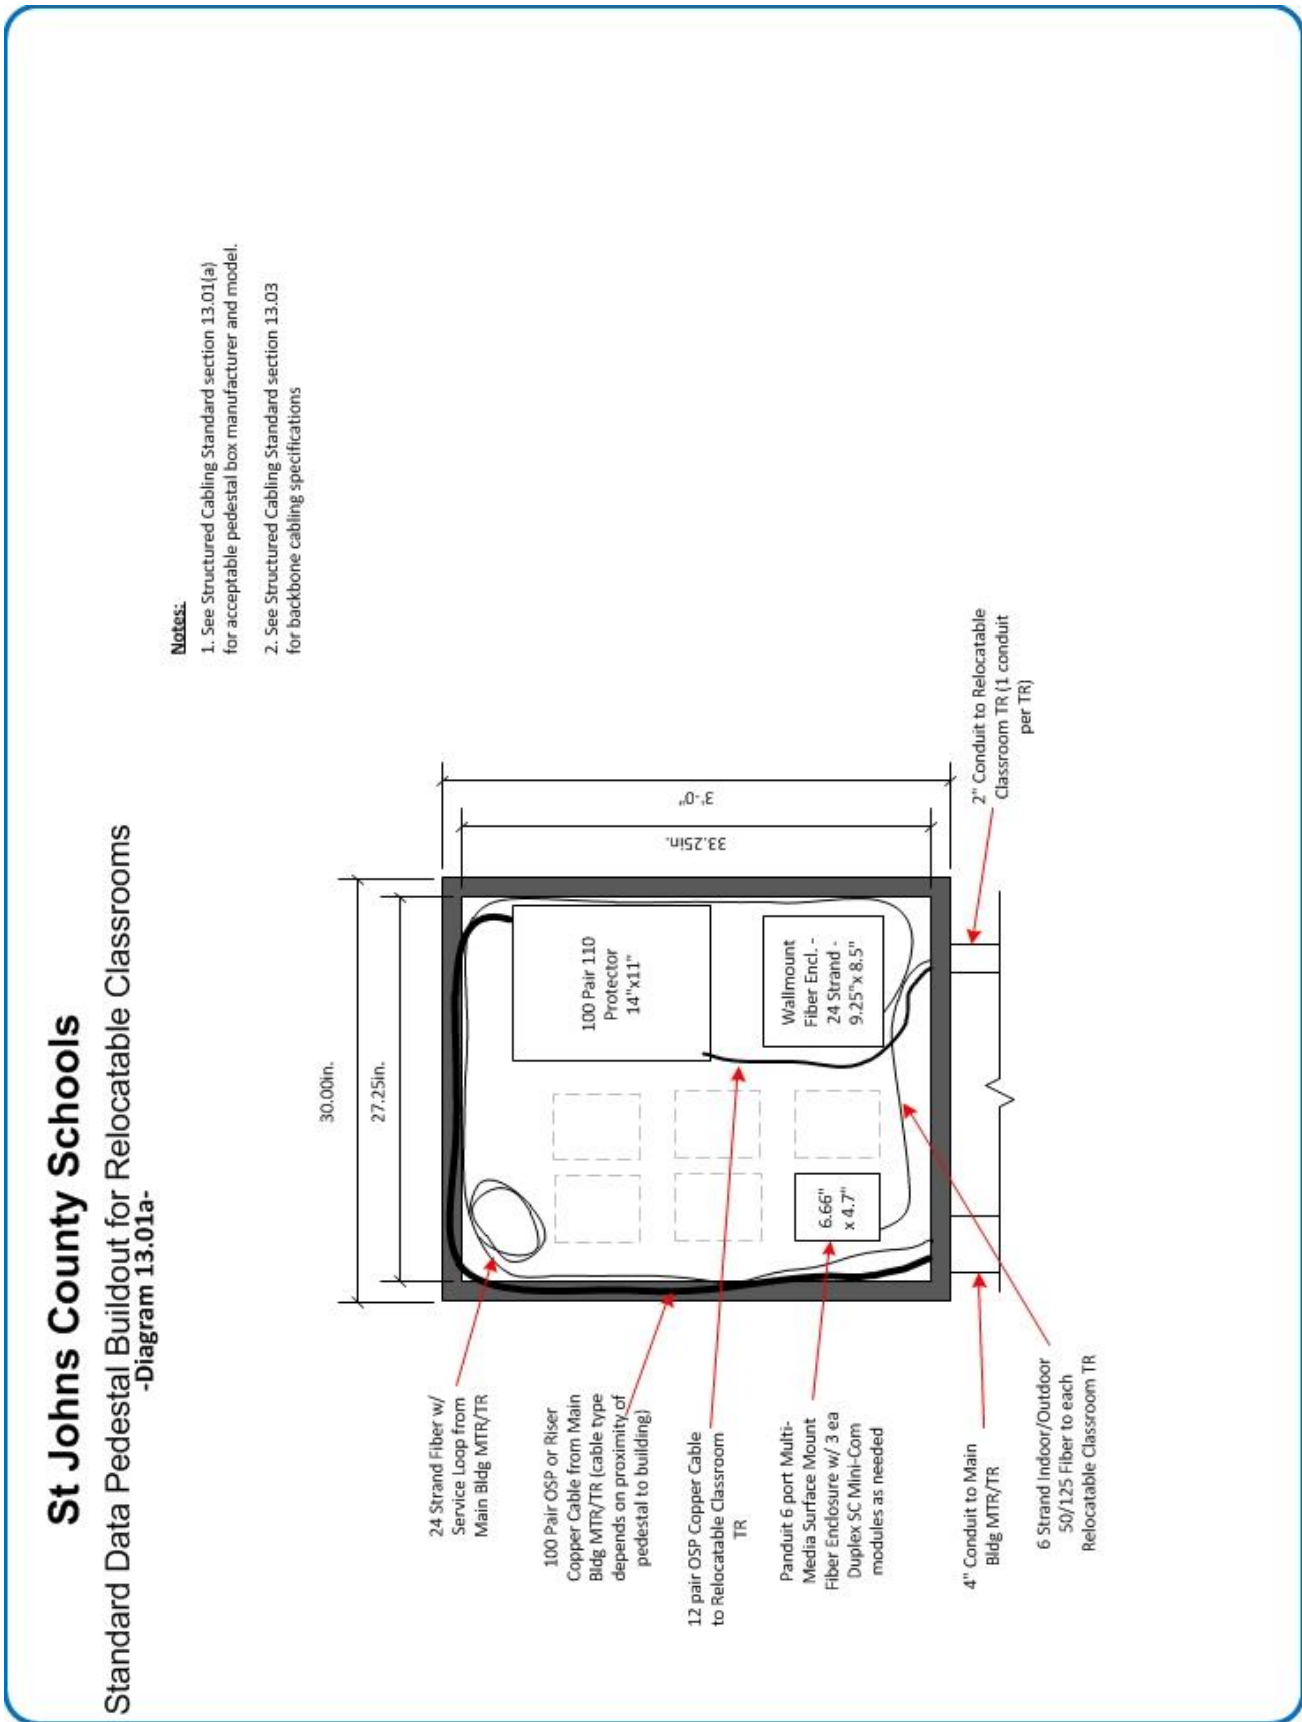 St Johns County Schools
Standard Data Pedestal Buildout for Relocatable Classrooms
-Diagram 13.01a-
Notes:
1. See Structured Cabling Standard section 13.01(a)
for acceptable pedestal box manufacturer and model.
2. See Structured Cabling Standard section 13.03
for backbone cabling specifications
30.00in.
27.25in.
3'-0"
33.25in.
24 Strand Fiber w/
Service Loop from
Main Bldg MTR/TR
100 Pair OSP or Riser
Copper Cable from Main
Bldg MTR/TR (cable type
depends on proximity of
pedestal to building)
12 pair OSP Copper Cable
to Relocatable Classroom
TR
Panduit 6 port Multi-
Media Surface Mount
Fiber Enclosure w/ 3 ea
Duplex SC Mini-Com
modules as needed
4" Conduit to Main
Bldg MTR/TR
6 Strand Indoor/Outdoor
50/125 Fiber to each
Relocatable Classroom TR
100 Pair 110
Protector
14"x11"
Wallmount
Fiber Encl. -
24 Strand -
9.25"x 8.5"
6.66"
x 4.7"
2" Conduit to Relocatable
Classroom TR (1 conduit
per TR)